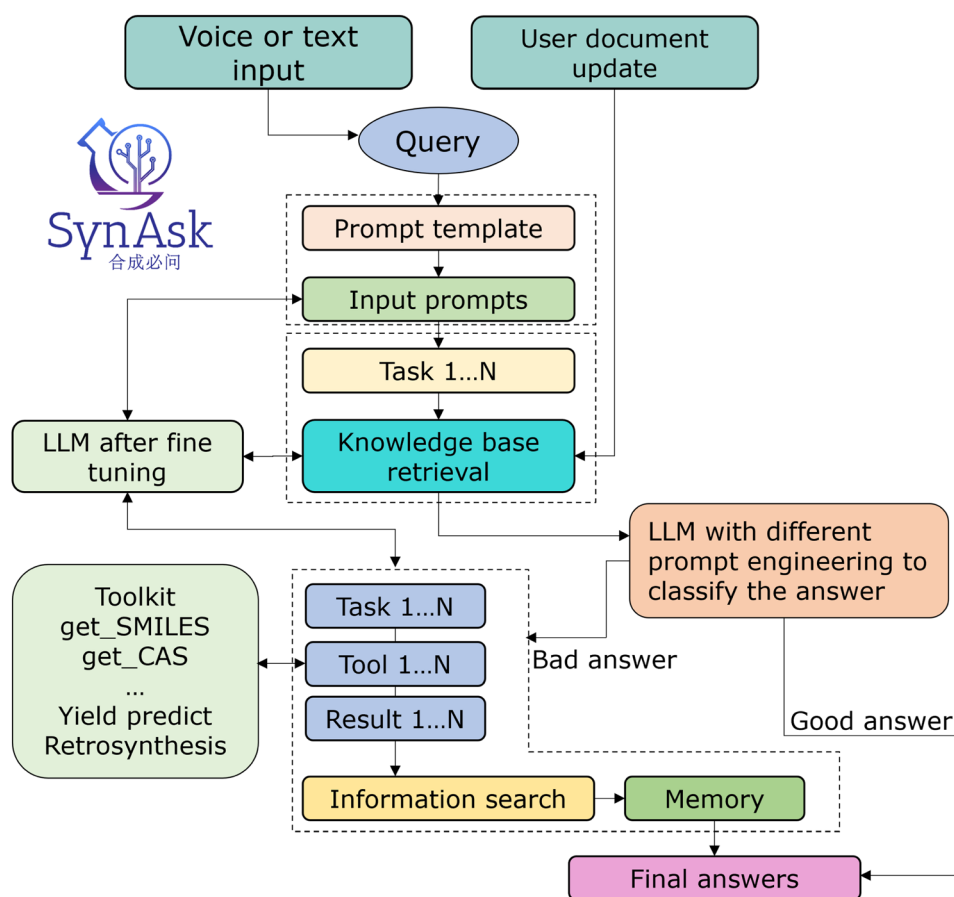 Voice or text
input
User document
update
Query
SynAsk
合成必问
Prompt template
Input prompts
Task 1...N
LLM after fine
tuning
Knowledge base
retrieval
LLM with different
prompt engineering to
classify the answer
Toolkit
get_SMILES
get_CAS
...
Yield predict
Retrosynthesis
Task 1...N
Tool 1...N
Result 1...N
Bad answer
Good answer
Information search
Memory
Final answers